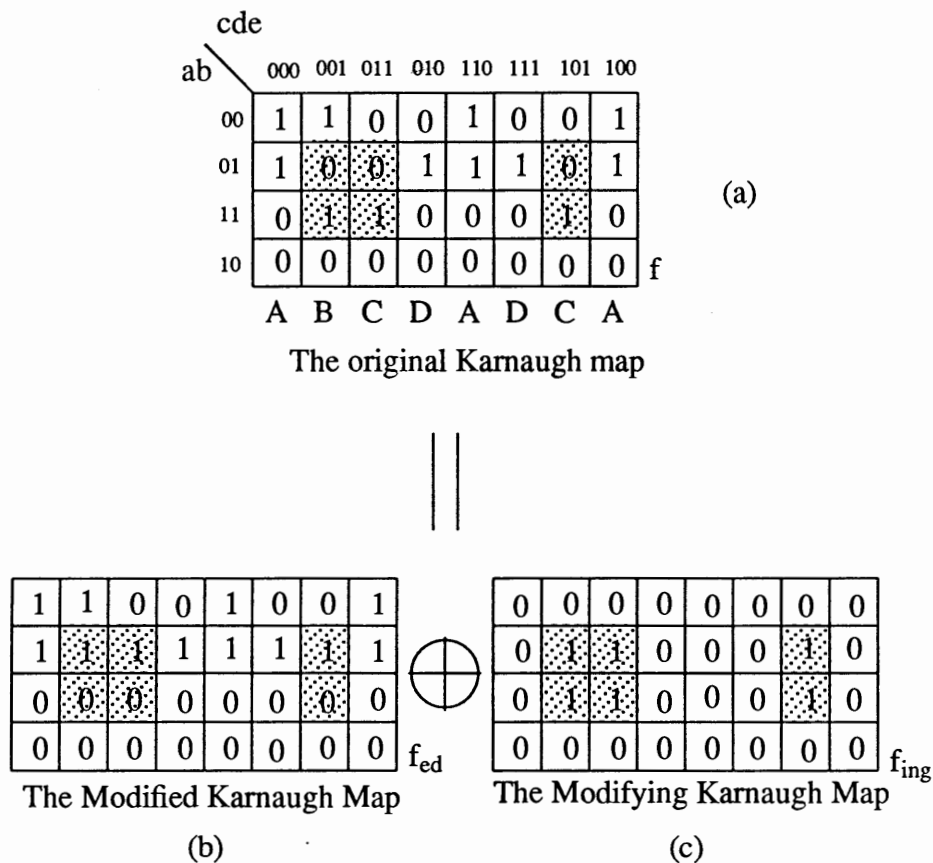 cde
ab 000 001 011 010 110 111 101 100
00 1 1 0 0 1 0 0 1
01 1 0 0 1 1 1 0 1
(a)
11 0 1 1 0 0 0 1 0
10 0 0 0 0 0 0 0 0 f
A B C D A D C A
The original Karnaugh map
1 1 0 0 1 0 0 1
1 1 1 1 1 1 1 1
0 0 0 0 0 0 0 0
0 0 0 0 0 0 0 0 fed
The Modified Karnaugh Map
(b)
0 0 0 0 0 0 0 0
0 1 1 0 0 0 1 0
0 1 1 0 0 0 1 0
0 0 0 0 0 0 0 0 fing
The Modifying Karnaugh Map
(c)